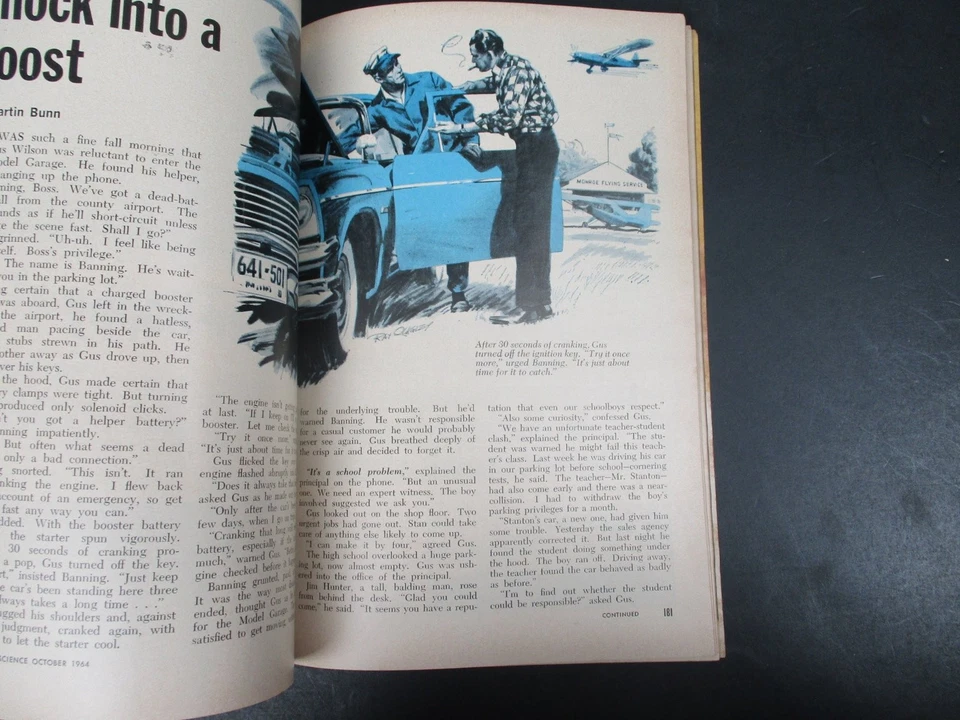 nock into a
oost
artin Bunn
WAS such a fine fall morning that
us Wilson was reluctant to enter the
odel Garage. He found his helper,
anging up the phone.
ning, Boss. We've got a dead-bat-
ll from the county airport. The
unds as if he'll short-circuit unless
e the scene fast. Shall I go?"
grinned. "Uh-uh. I feel like being
elf. Boss's privilege."
The name is Banning. He's wait-
you in the parking lot."
g certain that a charged booster
was aboard, Gus left in the wreck-
the airport, he found a hatless,
d man pacing beside the car,
stubs strewn in his path. He
other away as Gus drove up, then
ver his keys.
the hood, Gus made certain that
ry clamps were tight. But turning
produced only solenoid clicks.
't you got a helper battery?"
nning impatiently.
But often what seems a dead
only a bad connection."
g snorted. "This isn't. It ran
nking the engine. I flew back
ccount of an emergency, so get
fast any way you can."
dded. With the booster battery
the starter spun vigorously.
30 seconds of cranking pro-
a pop, Gus turned off the key.
rt," insisted Banning. "Just keep
e car's been standing here three
lways takes a long time . . ."
ugged his shoulders and, against
judgment, cranked again, with
to let the starter cool.
SCIENCE OCTOBER 1964
"The engine isn't
at last. "If I keep
booster. Let me
"Try it once
"It's just about time
Gus flicked the key
engine flashed
"Does it always
asked Gus as he made
"Only after the car's
few days, when I
"Cranking that long
battery, especially
much," warned Gus.
gine checked before
Banning grunted,
It was the way most
ended, thought Gus
for the Model Garage.
satisfied to get moving
641·501
MONROE FLYING SERVICE
After 30 seconds of cranking, Gus
turned off the ignition key. "Try it once
more," urged Banning. "It's just about
time for it to catch."
for the underlying trouble. But he'd
warned Banning. He wasn't responsible
for a casual customer he would probably
never see again. Gus breathed deeply of
the crisp air and decided to forget it.
"It's a school problem," explained the
principal on the phone. "But an unusual
one. We need an expert witness. The boy
involved suggested we ask you."
Gus looked out on the shop floor. Two
urgent jobs had gone out. Stan could take
care of anything else likely to come up.
"I can make it by four," agreed Gus.
The high school overlooked a huge park-
ing lot, now almost empty. Gus was ush-
ered into the office of the principal.
Jim Hunter, a tall, balding man, rose
from behind the desk. "Glad you could
come," he said. "It seems you have a repu-
tation that even our schoolboys respect."
"Also some curiosity," confessed Gus.
"We have an unfortunate teacher-student
clash," explained the principal. "The stu-
dent was warned he might fail this teach-
er's class. Last week he was driving his car
in our parking lot before school—cornering
tests, he said. The teacher—Mr. Stanton—
had also come early and there was a near-
collision. I had to withdraw the boy's
parking privileges for a month.
"Stanton's car, a new one, had given him
some trouble. Yesterday the sales agency
apparently corrected it. But last night he
found the student doing something under
the hood. The boy ran off. Driving away,
the teacher found the car behaved as badly
as before."
"I'm to find out whether the student
could be responsible?" asked Gus.
CONTINUED 181